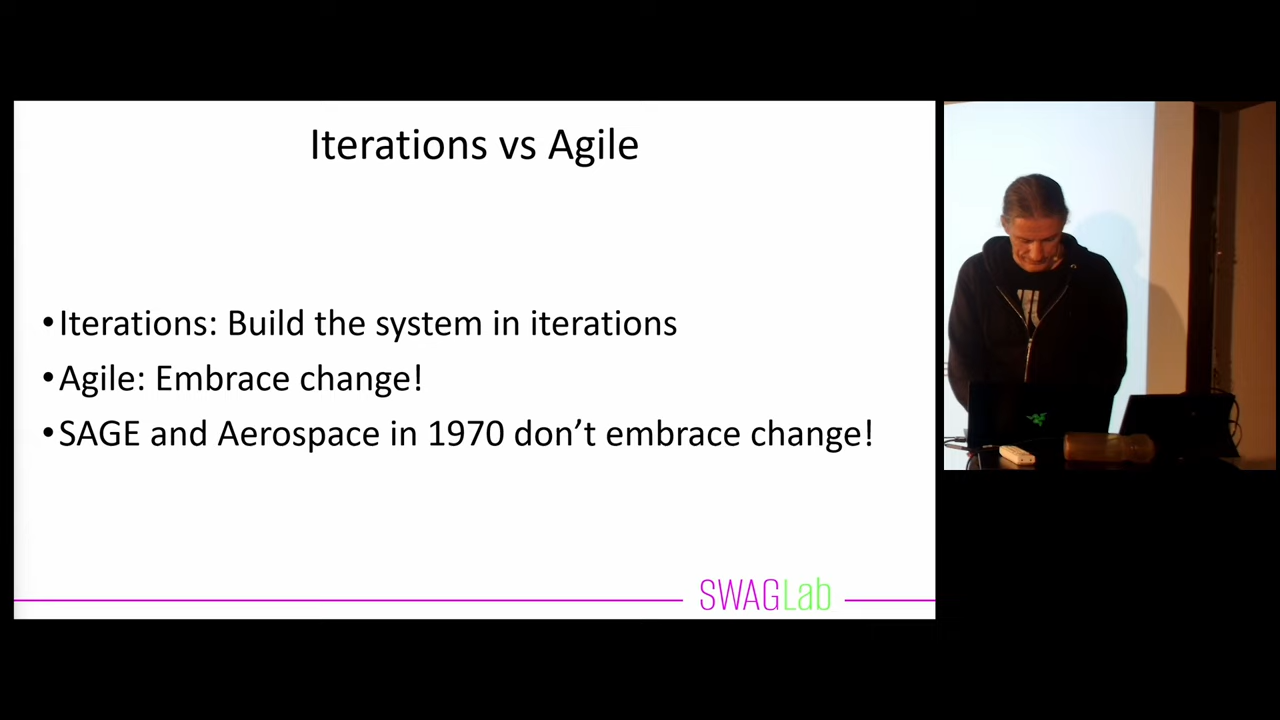 Iterations vs Agile
•Iterations: Build the system in iterations
•Agile: Embrace change!
•SAGE and Aerospace in 1970 don’t embrace change!
SWAGLab